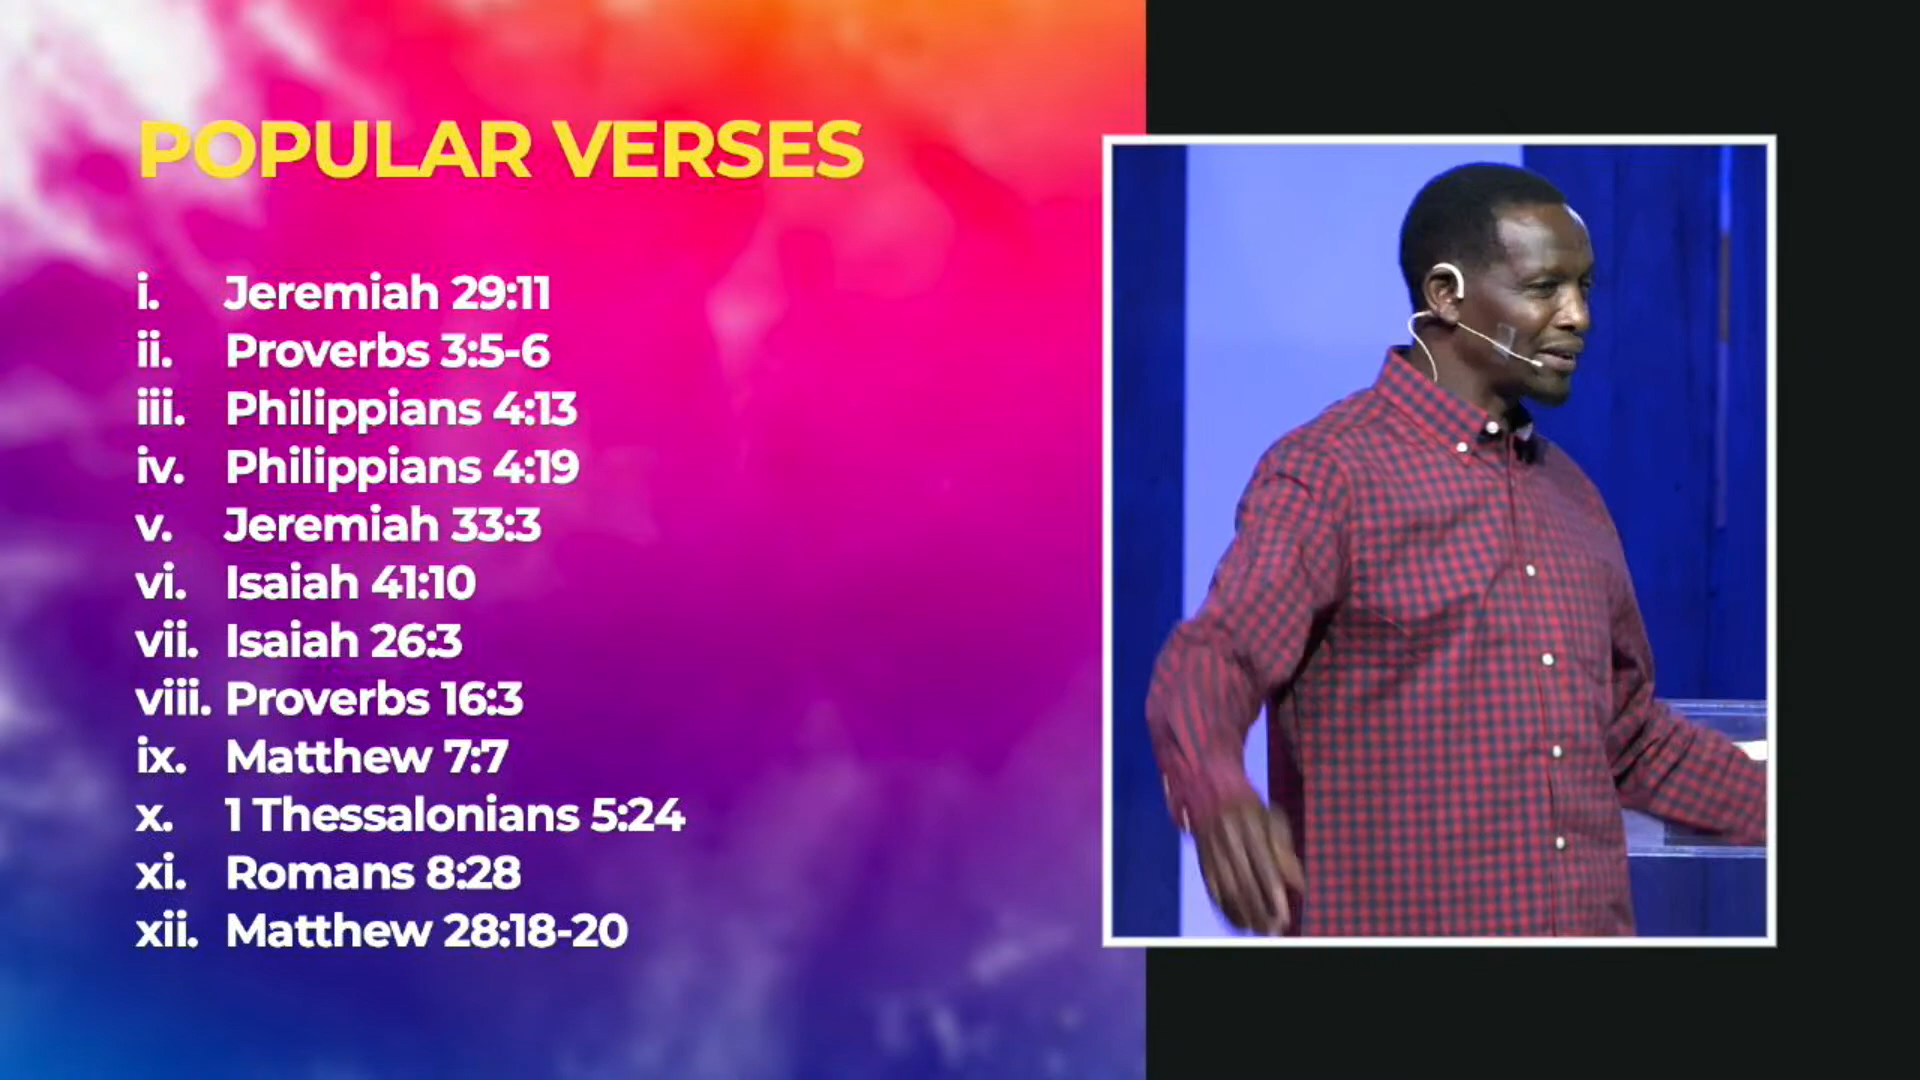 POPULAR VERSES
i. Jeremiah 29:11
ii. Proverbs 3:5-6
iii. Philippians 4:13
iv. Philippians 4:19
v. Jeremiah 33:3
vi. Isaiah 41:10
vii. Isaiah 26:3
viii. Proverbs 16:3
ix. Matthew 7:7
x. 1 Thessalonians 5:24
xi. Romans 8:28
xii. Matthew 28:18-20